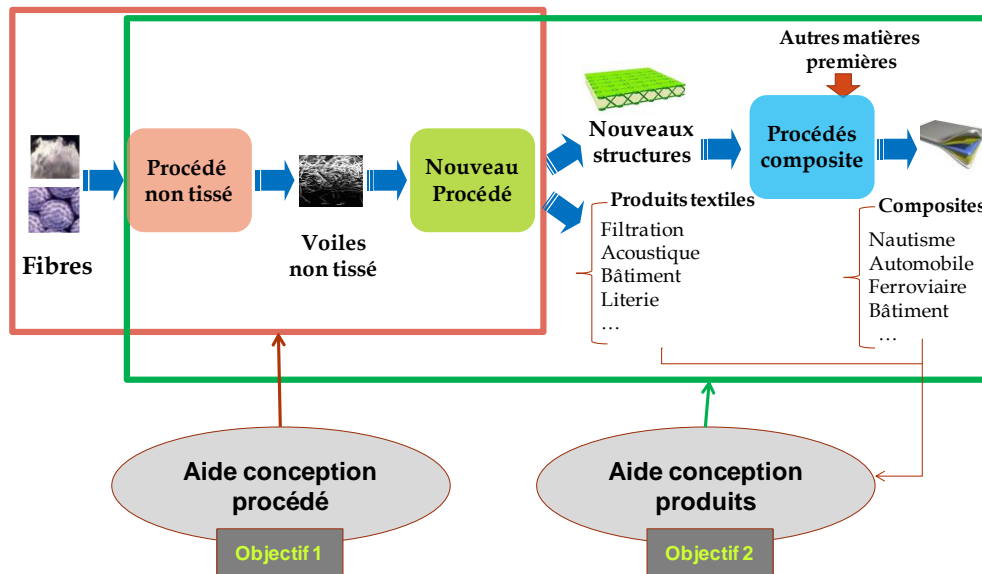 Autres matières
premières
Fibres
Procédé
non tissé
Voiles
non tissé
Nouveau
Procédé
Nouveaux
structures
Procédés
composite
Produits textiles
Filtration
Acoustique
Bâtiment
Literie
…
Composites
Nautisme
Automobile
Ferroviaire
Bâtiment
…
Aide conception
procédé
Objectif 1
Aide conception
produits
Objectif 2